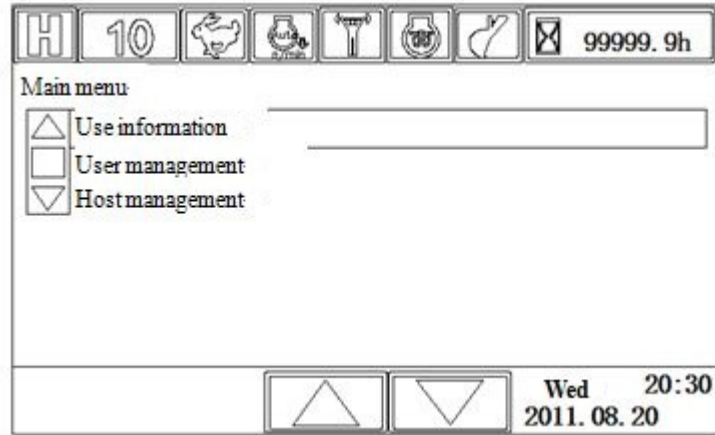 H 10 99999.9h
Main menu
Use information
User management
Host management
Wed 20:30
2011.08.20